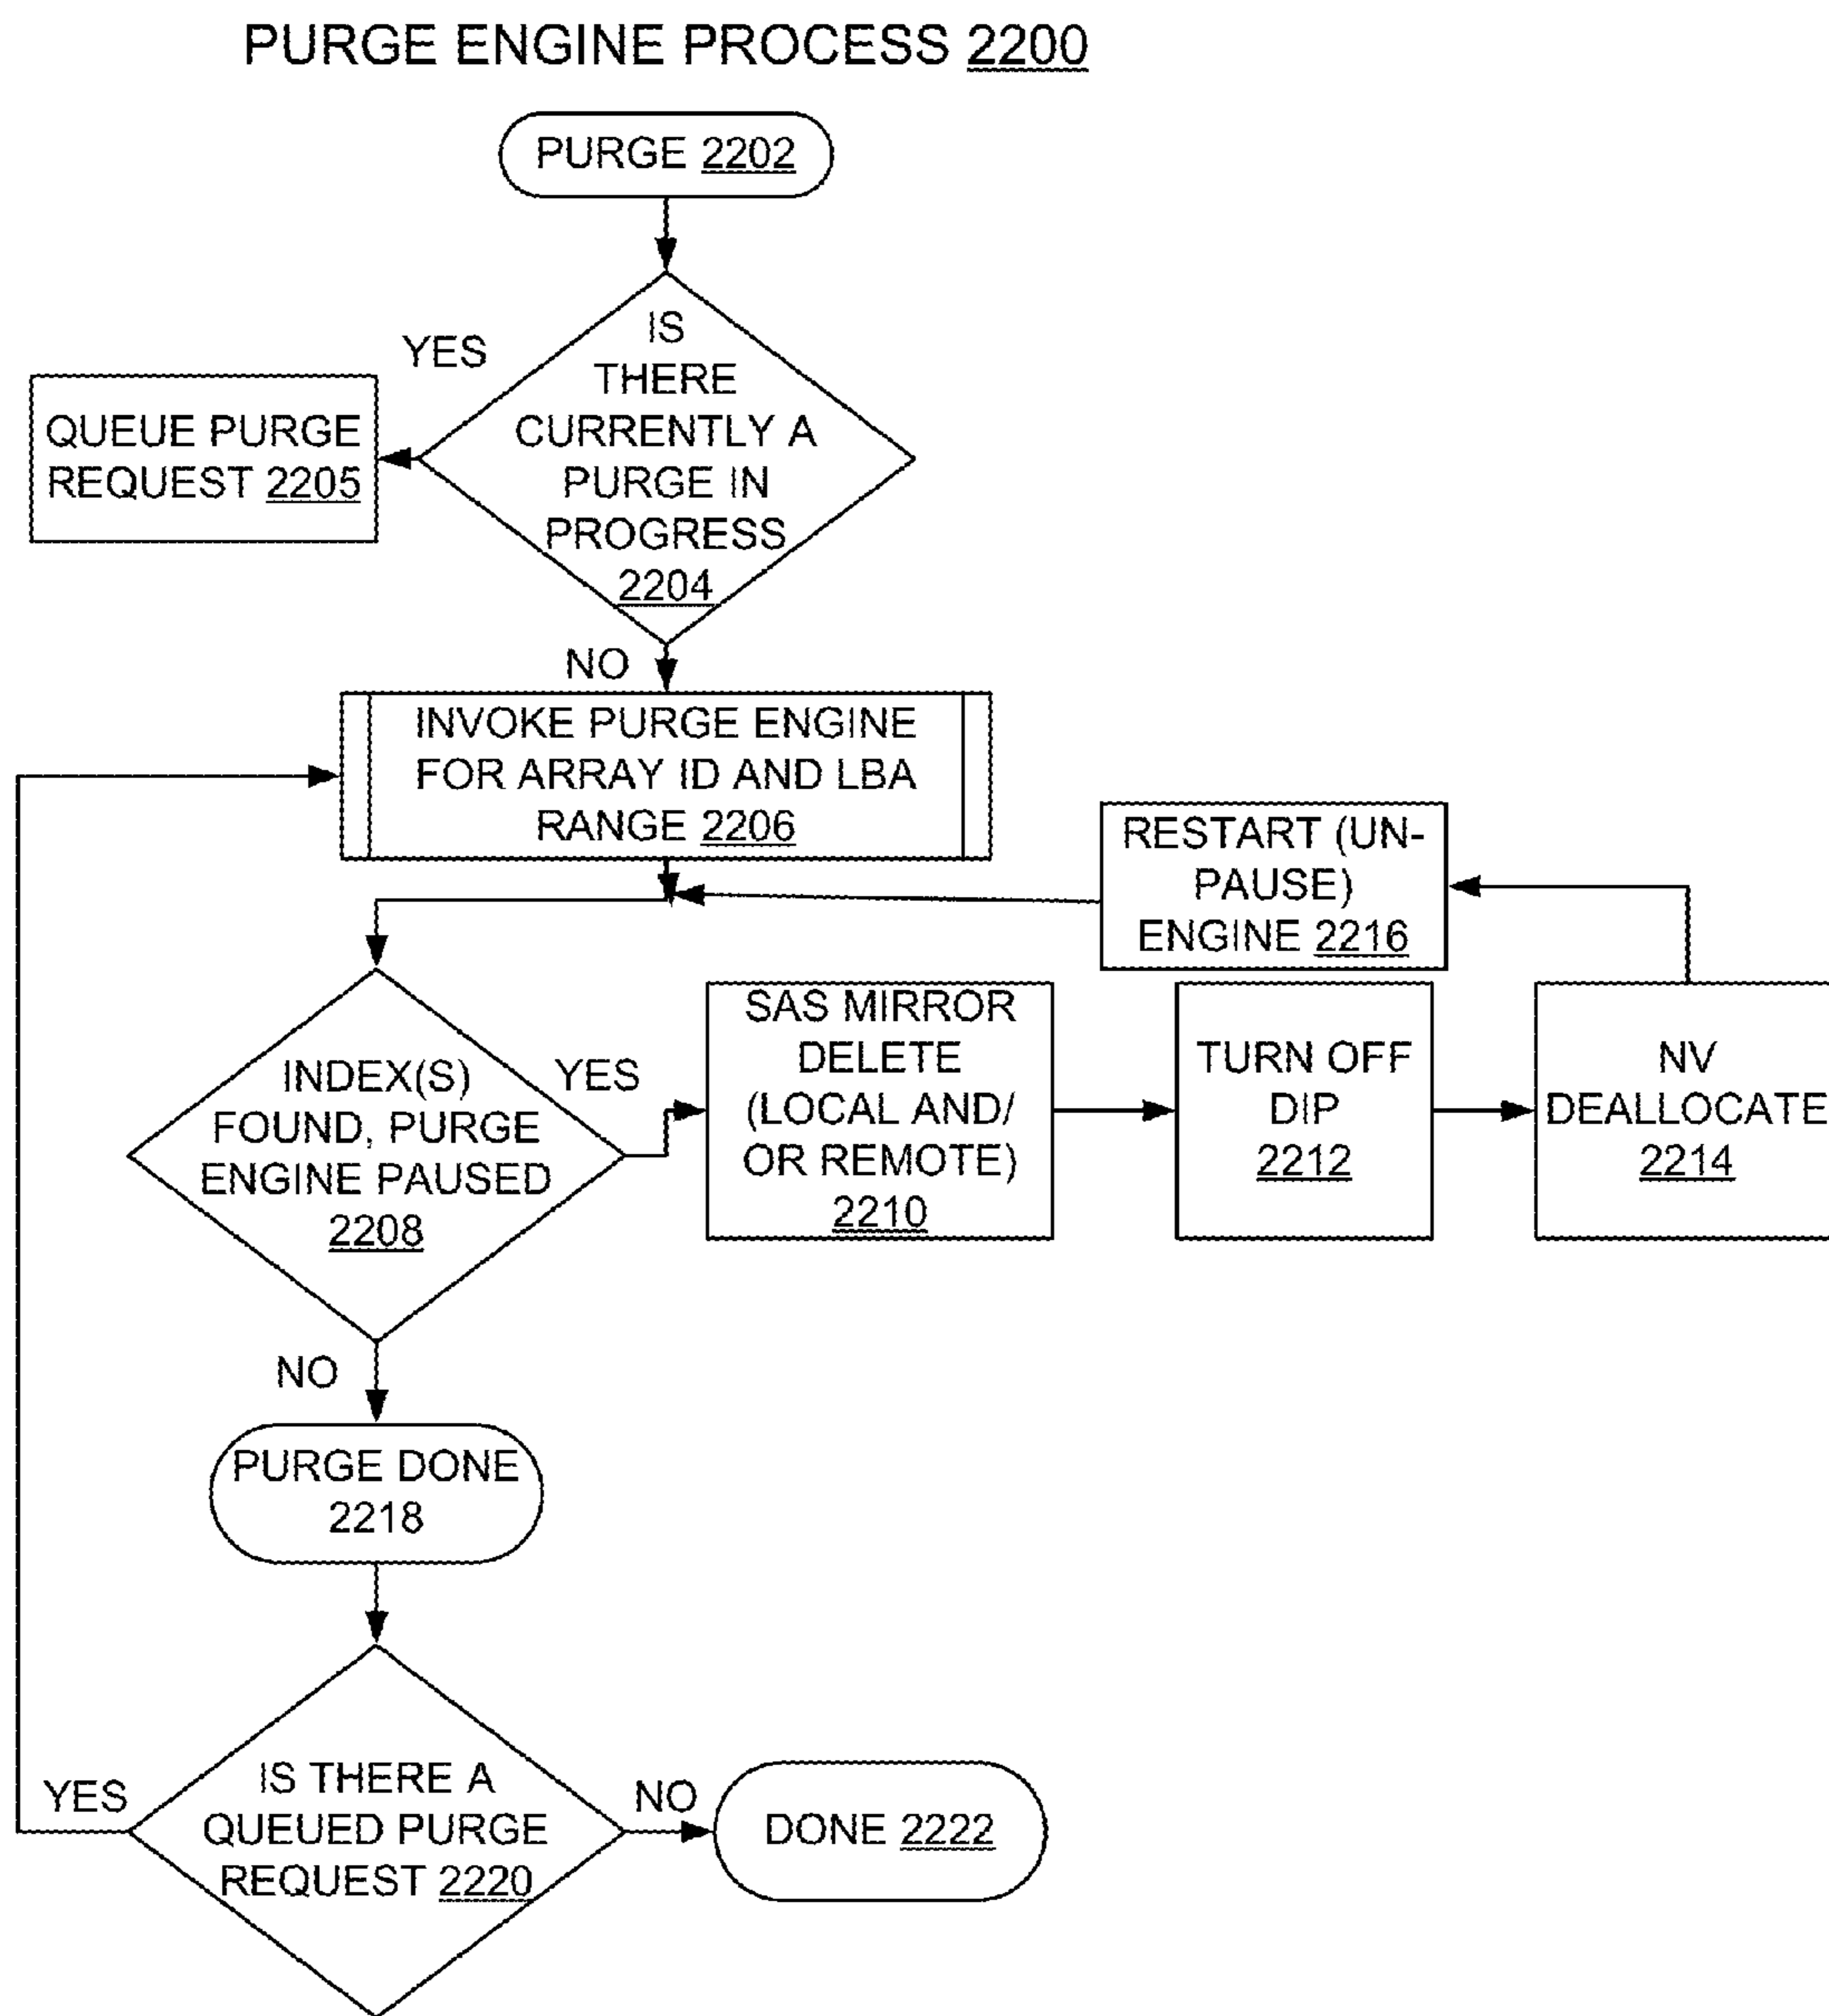 PURGE ENGINE PROCESS 2200
PURGE 2202
IS
THERE
CURRENTLY A
PURGE IN
PROGRESS
2204
YES
QUEUE PURGE
REQUEST 2205
NO
INVOKE PURGE ENGINE
FOR ARRAY ID AND LBA
RANGE 2206
RESTART (UN-
PAUSE)
ENGINE 2216
INDEX(S)
FOUND, PURGE
ENGINE PAUSED
2208
YES
SAS MIRROR
DELETE
(LOCAL AND/
OR REMOTE)
2210
TURN OFF
DIP
2212
NV
DEALLOCATE
2214
NO
PURGE DONE
2218
IS THERE A
QUEUED PURGE
REQUEST 2220
YES
NO
DONE 2222